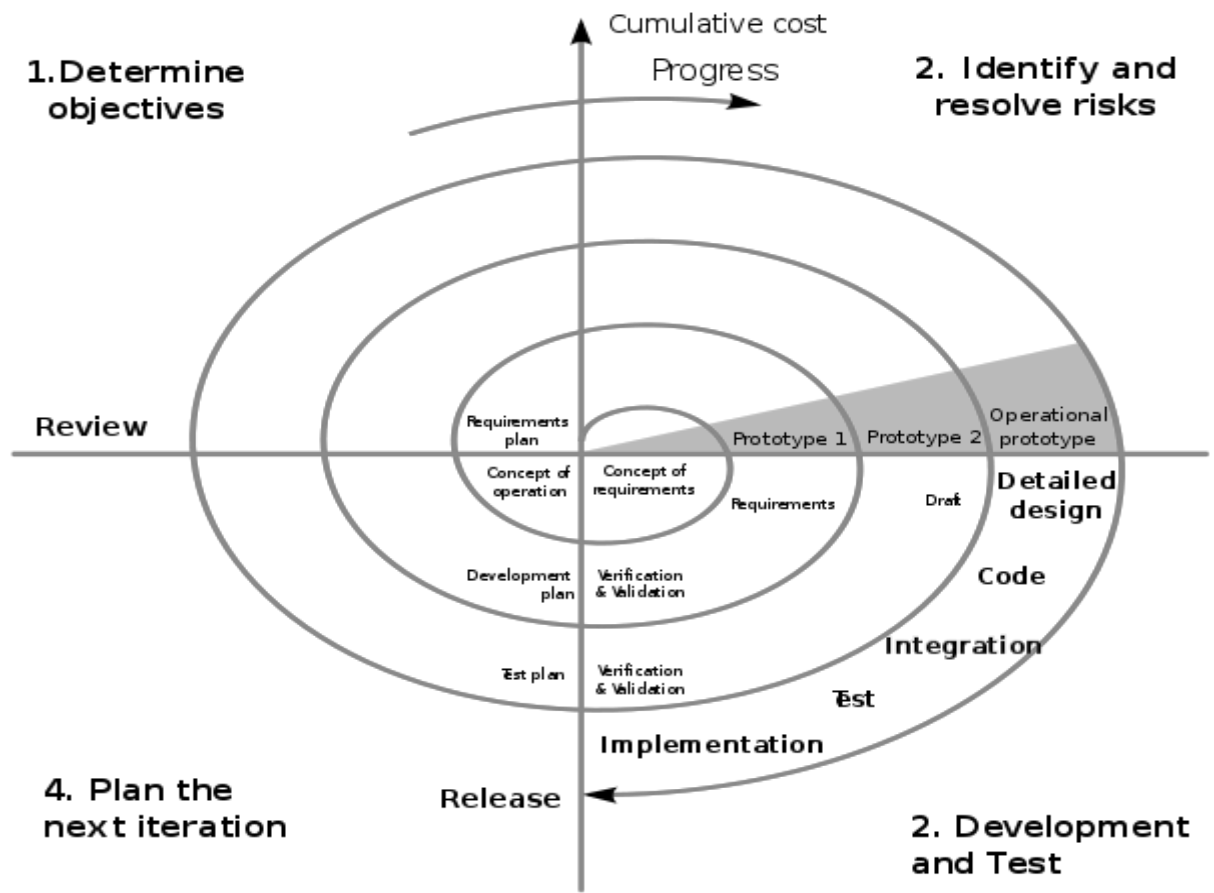 Cumulative cost
Progress
1.Determine
objectives
2. Identify and
resolve risks
Review
Requirements
plan
Prototype 1
Prototype 2
Operational
prototype
Concept of
operation
Concept of
requirements
Requirements
Draft
Detailed
design
Development
plan
Verification
& Validation
Code
Integration
Test plan
Verification
& Validation
Test
Implementation
Release
4. Plan the
next iteration
2. Development
and Test